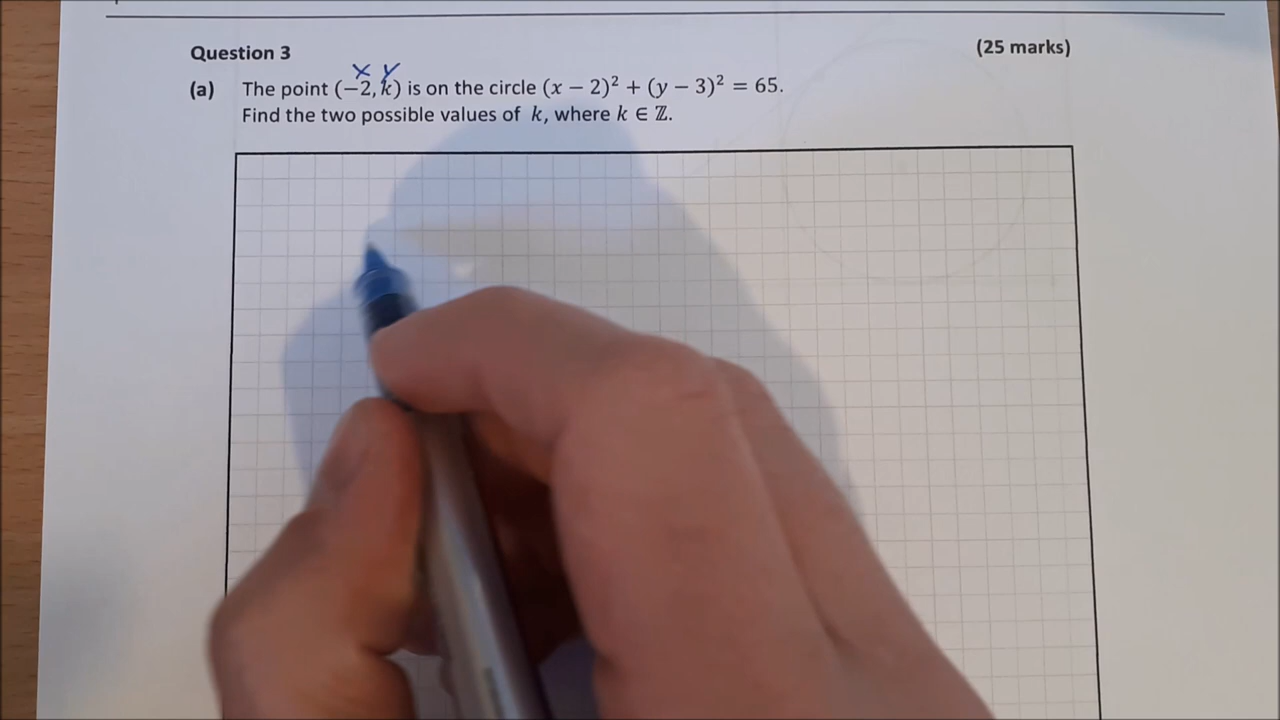 Question 3
(25 marks)
X Y
(a) The point (−2, k) is on the circle (x − 2)² + (y − 3)² = 65.
Find the two possible values of k, where k ∈ ℤ.